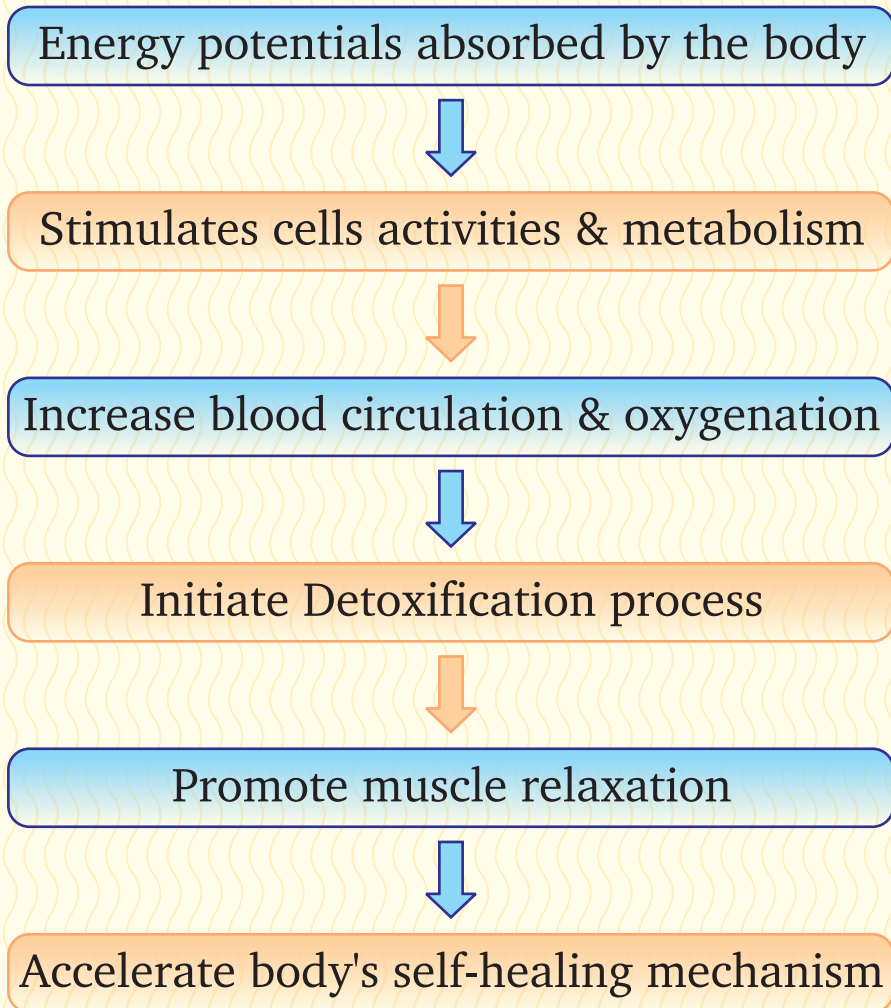 Energy potentials absorbed by the body
Stimulates cells activities & metabolism
Increase blood circulation & oxygenation
Initiate Detoxification process
Promote muscle relaxation
Accelerate body's self-healing mechanism